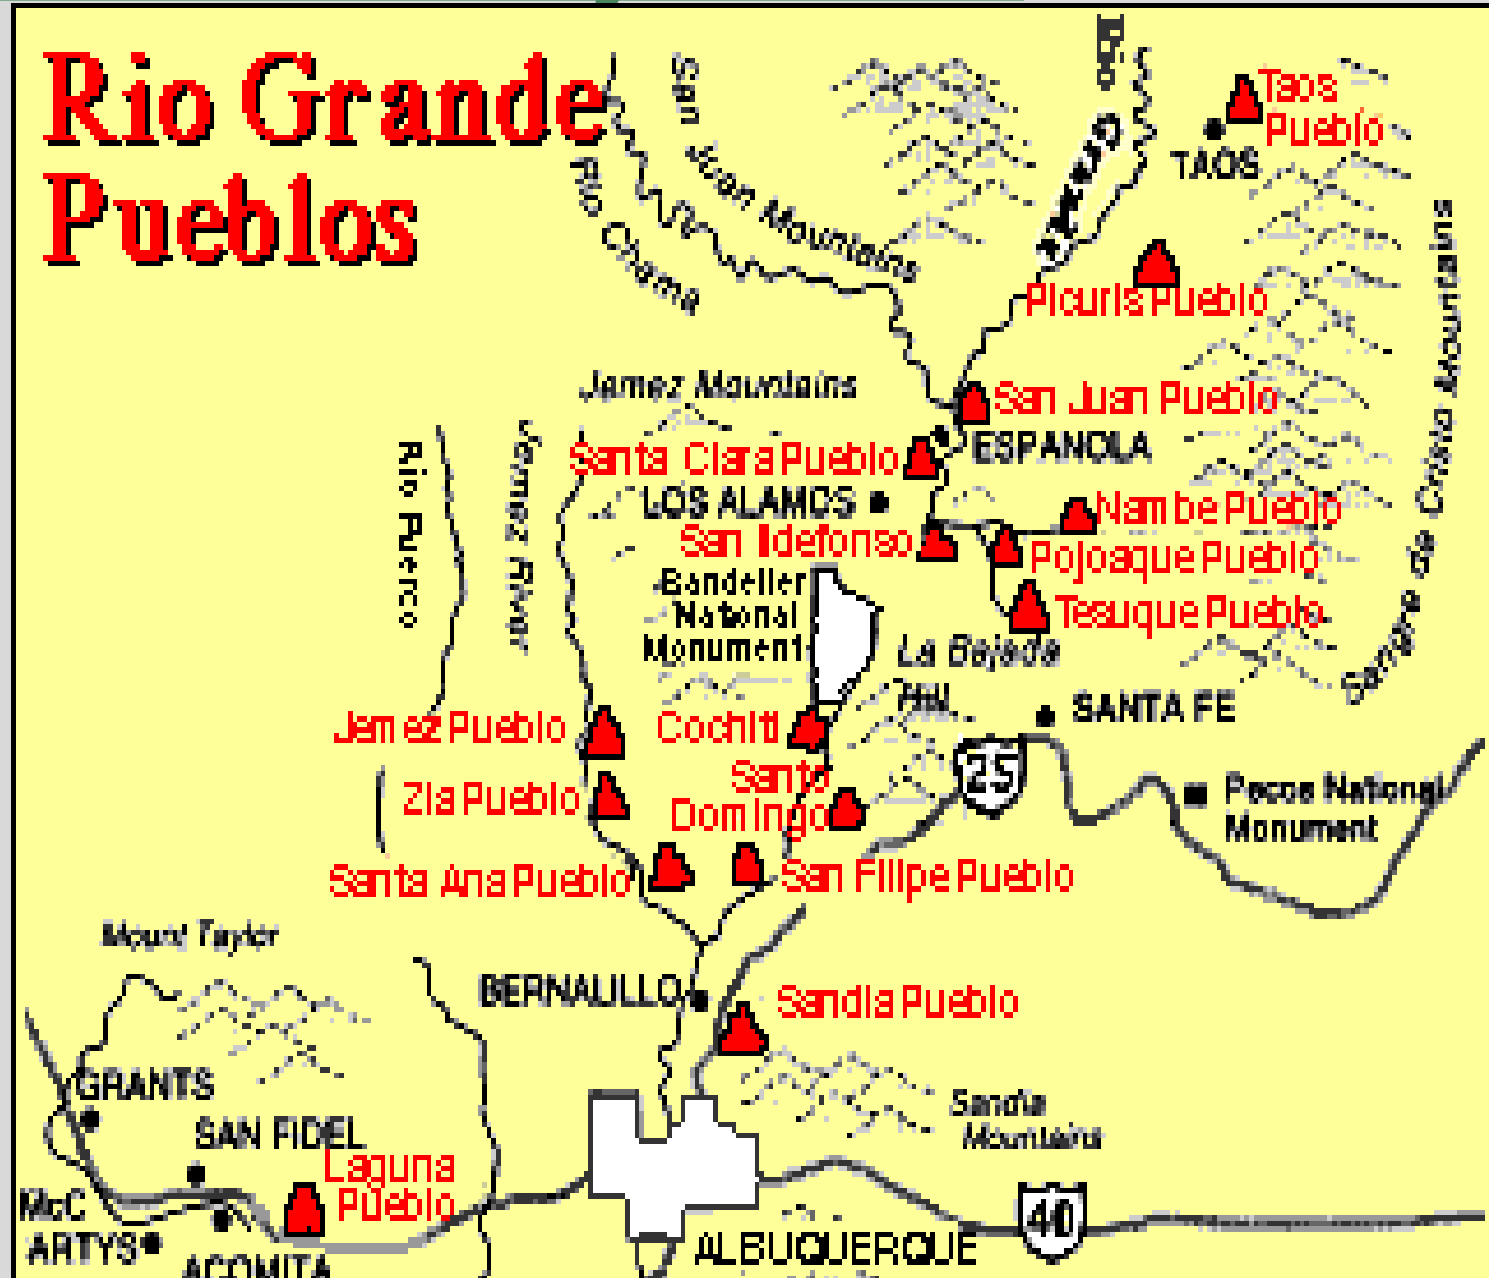 Rio Grande
Pueblos
San Juan Mountains
Rio Chama
Rio
Grande
Taos
Pueblo
TAOS
Picuris Pueblo
Sangre de Cristo Mountains
Jemez Mountains
San Juan Pueblo
ESPANOLA
Santa Clara Pueblo
LOS ALAMOS
Nambe Pueblo
San Ildefonso
Pojoaque Pueblo
Rio Puerco
Jemez River
Bandelier
National
Monument
Tesuque Pueblo
La Bajada
Hill
SANTA FE
Jemez Pueblo
Cochiti
25
Santo
Domingo
Zia Pueblo
Pecos National
Monument
Santa Ana Pueblo
San Filipe Pueblo
Mount Taylor
BERNALILLO
Sandia Pueblo
GRANTS
SAN FIDEL
Sandia
Mountains
Laguna
Pueblo
McC
ARTYS
ACOMITA
ALBUQUERQUE
40